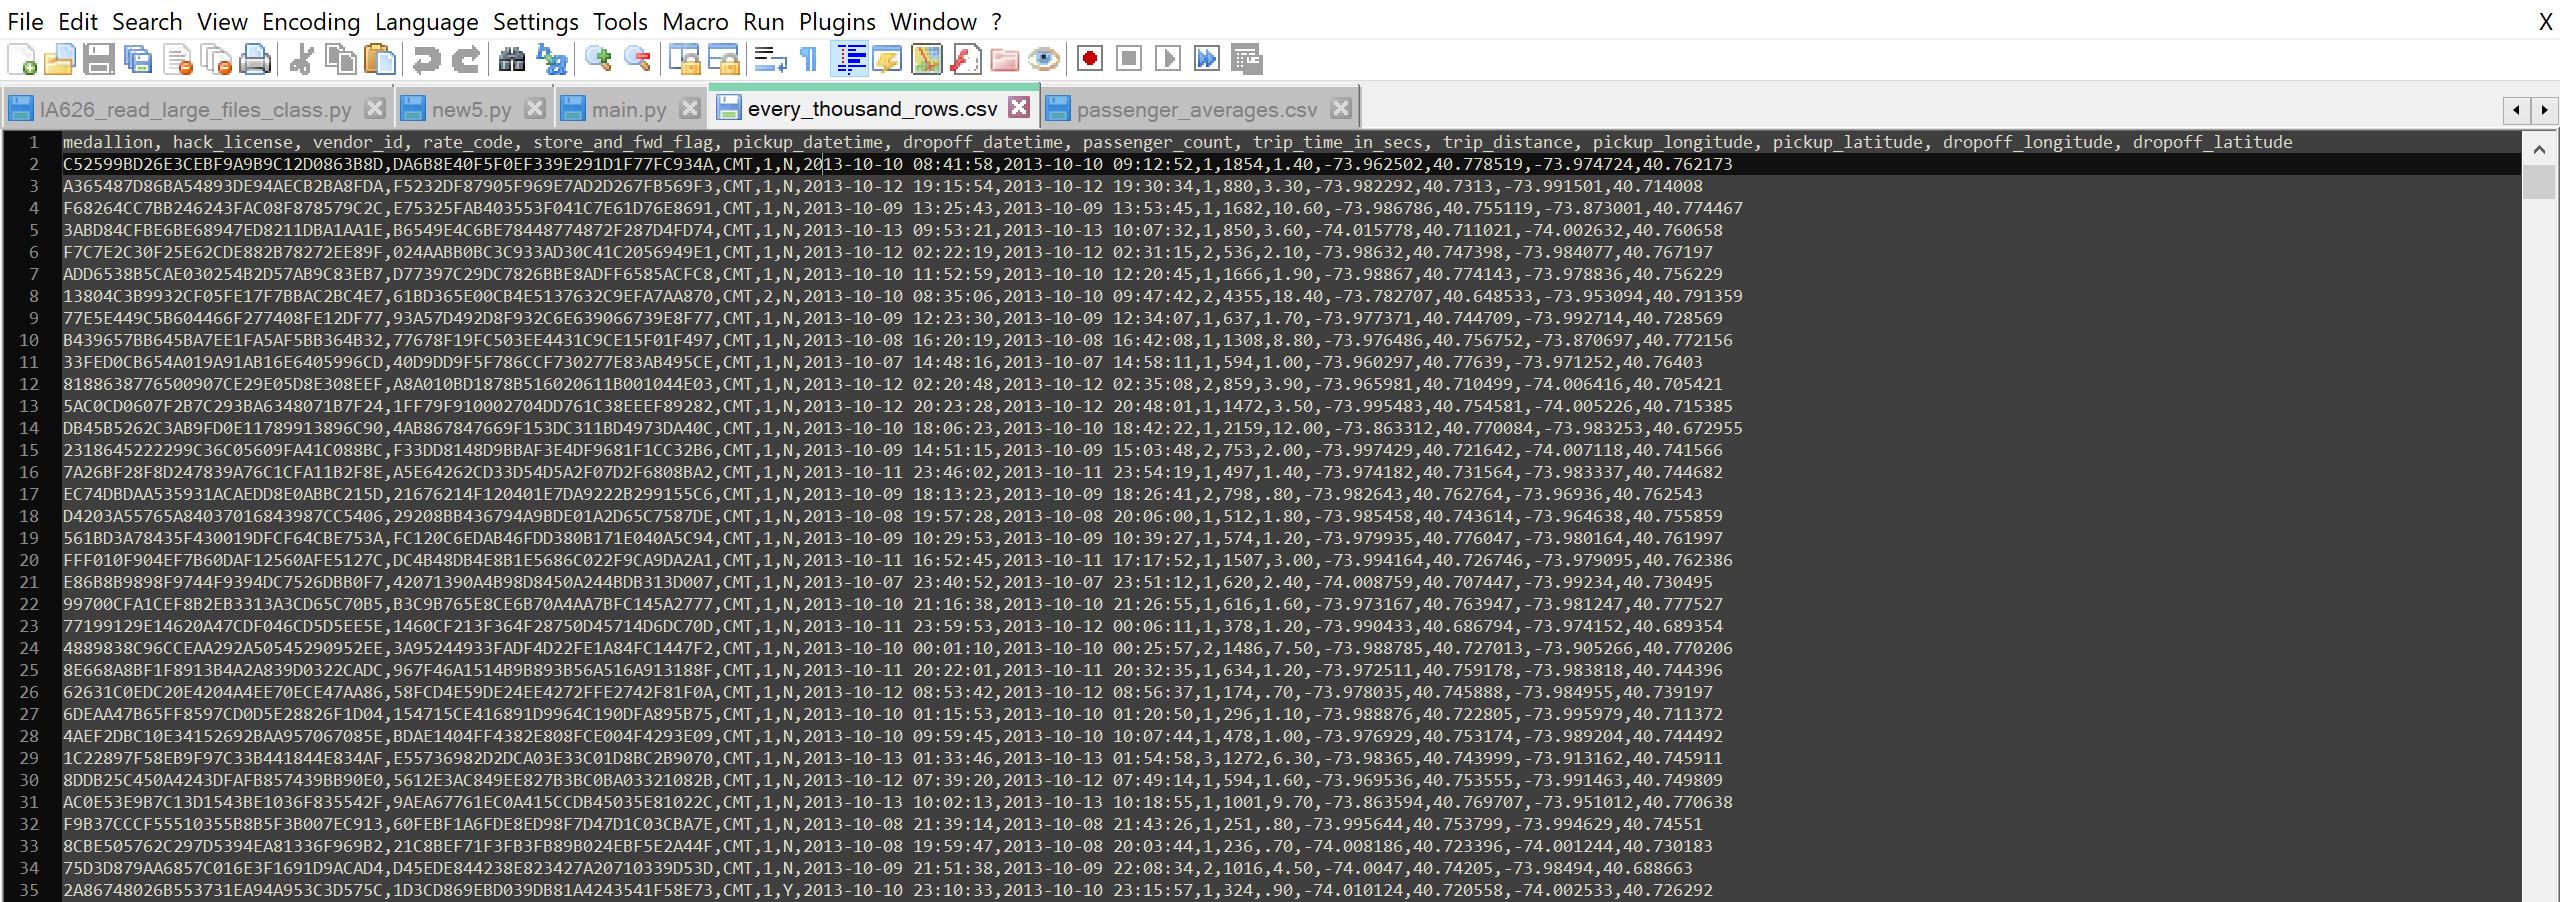 File Edit Search View Encoding Language Settings Tools Macro Run Plugins Window ? X
IA626_read_large_files_class.py new5.py main.py every_thousand_rows.csv passenger_averages.csv
1 medallion, hack_license, vendor_id, rate_code, store_and_fwd_flag, pickup_datetime, dropoff_datetime, passenger_count, trip_time_in_secs, trip_distance, pickup_longitude, pickup_latitude, dropoff_longitude, dropoff_latitude
2 C52599BD26E3CEBF9A9B9C12D0863B8D,DA6B8E40F5F0EF339E291D1F77FC934A,CMT,1,N,2013-10-10 08:41:58,2013-10-10 09:12:52,1,1854,1.40,-73.962502,40.778519,-73.974724,40.762173
3 A365487D86BA54893DE94AECB2BA8FDA,F5232DF87905F969E7AD2D267FB569F3,CMT,1,N,2013-10-12 19:15:54,2013-10-12 19:30:34,1,880,3.30,-73.982292,40.7313,-73.991501,40.714008
4 F68264CC7BB246243FAC08F878579C2C,E75325FAB403553F041C7E61D76E8691,CMT,1,N,2013-10-09 13:25:43,2013-10-09 13:53:45,1,1682,10.60,-73.986786,40.755119,-73.873001,40.774467
5 3ABD84CFBE6BE68947ED8211DBA1AA1E,B6549E4C6BE78448774872F287D4FD74,CMT,1,N,2013-10-13 09:53:21,2013-10-13 10:07:32,1,850,3.60,-74.015778,40.711021,-74.002632,40.760658
6 F7C7E2C30F25E62CDE882B78272EE89F,024AABB0BC3C933AD30C41C2056949E1,CMT,1,N,2013-10-12 02:22:19,2013-10-12 02:31:15,2,536,2.10,-73.98632,40.747398,-73.984077,40.767197
7 ADD6538B5CAE030254B2D57AB9C83EB7,D77397C29DC7826BBE8ADFF6585ACFC8,CMT,1,N,2013-10-10 11:52:59,2013-10-10 12:20:45,1,1666,1.90,-73.98867,40.774143,-73.978836,40.756229
8 13804C3B9932CF05FE17F7BBAC2BC4E7,61BD365E00CB4E5137632C9EFA7AA870,CMT,2,N,2013-10-10 08:35:06,2013-10-10 09:47:42,2,4355,18.40,-73.782707,40.648533,-73.953094,40.791359
9 77E5E449C5B604466F277408FE12DF77,93A57D492D8F932C6E639066739E8F77,CMT,1,N,2013-10-09 12:23:30,2013-10-09 12:34:07,1,637,1.70,-73.977371,40.744709,-73.992714,40.728569
10 B439657BB645BA7EE1FA5AF5BB364B32,77678F19FC503EE4431C9CE15F01F497,CMT,1,N,2013-10-08 16:20:19,2013-10-08 16:42:08,1,1308,8.80,-73.976486,40.756752,-73.870697,40.772156
11 33FED0CB654A019A91AB16E6405996CD,40D9DD9F5F786CCF730277E83AB495CE,CMT,1,N,2013-10-07 14:48:16,2013-10-07 14:58:11,1,594,1.00,-73.960297,40.77639,-73.971252,40.76403
12 8188638776500907CE29E05D8E308EEF,A8A010BD1878B516020611B001044E03,CMT,1,N,2013-10-12 02:20:48,2013-10-12 02:35:08,2,859,3.90,-73.965981,40.710499,-74.006416,40.705421
13 5AC0CD0607F2B7C293BA6348071B7F24,1FF79F910002704DD761C38EEEF89282,CMT,1,N,2013-10-12 20:23:28,2013-10-12 20:48:01,1,1472,3.50,-73.995483,40.754581,-74.005226,40.715385
14 DB45B5262C3AB9FD0E11789913896C90,4AB867847669F153DC311BD4973DA40C,CMT,1,N,2013-10-10 18:06:23,2013-10-10 18:42:22,1,2159,12.00,-73.863312,40.770084,-73.983253,40.672955
15 2318645222299C36C05609FA41C088BC,F33DD8148D9BBAF3E4DF9681F1CC32B6,CMT,1,N,2013-10-09 14:51:15,2013-10-09 15:03:48,2,753,2.00,-73.997429,40.721642,-74.007118,40.741566
16 7A26BF28F8D247839A76C1CFA11B2F8E,A5E64262CD33D54D5A2F07D2F6808BA2,CMT,1,N,2013-10-11 23:46:02,2013-10-11 23:54:19,1,497,1.40,-73.974182,40.731564,-73.983337,40.744682
17 EC74DBDAA535931ACAEDD8E0ABBC215D,21676214F120401E7DA9222B299155C6,CMT,1,N,2013-10-09 18:13:23,2013-10-09 18:26:41,2,798,.80,-73.982643,40.762764,-73.96936,40.762543
18 D4203A55765A84037016843987CC5406,29208BB436794A9BDE01A2D65C7587DE,CMT,1,N,2013-10-08 19:57:28,2013-10-08 20:06:00,1,512,1.80,-73.985458,40.743614,-73.964638,40.755859
19 561BD3A78435F430019DFCF64CBE753A,FC120C6EDAB46FDD380B171E040A5C94,CMT,1,N,2013-10-09 10:29:53,2013-10-09 10:39:27,1,574,1.20,-73.979935,40.776047,-73.980164,40.761997
20 FFF010F904EF7B60DAF12560AFE5127C,DC4B48DB4E8B1E5686C022F9CA9DA2A1,CMT,1,N,2013-10-11 16:52:45,2013-10-11 17:17:52,1,1507,3.00,-73.994164,40.726746,-73.979095,40.762386
21 E86B8B9898F9744F9394DC7526DBB0F7,42071390A4B98D8450A244BDB313D007,CMT,1,N,2013-10-07 23:40:52,2013-10-07 23:51:12,1,620,2.40,-74.008759,40.707447,-73.99234,40.730495
22 99700CFA1CEF8B2EB3313A3CD65C70B5,B3C9B765E8CE6B70A4AA7BFC145A2777,CMT,1,N,2013-10-10 21:16:38,2013-10-10 21:26:55,1,616,1.60,-73.973167,40.763947,-73.981247,40.777527
23 77199129E14620A47CDF046CD5D5EE5E,1460CF213F364F28750D45714D6DC70D,CMT,1,N,2013-10-11 23:59:53,2013-10-12 00:06:11,1,378,1.20,-73.990433,40.686794,-73.974152,40.689354
24 4889838C96CCEAA292A50545290952EE,3A95244933FADF4D22FE1A84FC1447F2,CMT,1,N,2013-10-10 00:01:10,2013-10-10 00:25:57,2,1486,7.50,-73.988785,40.727013,-73.905266,40.770206
25 8E668A8BF1F8913B4A2A839D0322CADC,967F46A1514B9B893B56A516A913188F,CMT,1,N,2013-10-11 20:22:01,2013-10-11 20:32:35,1,634,1.20,-73.972511,40.759178,-73.983818,40.744396
26 62631C0EDC20E4204A4EE70ECE47AA86,58FCD4E59DE24EE4272FFE2742F81F0A,CMT,1,N,2013-10-12 08:53:42,2013-10-12 08:56:37,1,174,.70,-73.978035,40.745888,-73.984955,40.739197
27 6DEAA47B65FF8597CD0D5E28826F1D04,154715CE416891D9964C190DFA895B75,CMT,1,N,2013-10-10 01:15:53,2013-10-10 01:20:50,1,296,1.10,-73.988876,40.722805,-73.995979,40.711372
28 4AEF2DBC10E34152692BAA957067085E,BDAE1404FF4382E808FCE004F4293E09,CMT,1,N,2013-10-10 09:59:45,2013-10-10 10:07:44,1,478,1.00,-73.976929,40.753174,-73.989204,40.744492
29 1C22897F58EB9F97C33B441844E834AF,E55736982D2DCA03E33C01D8BC2B9070,CMT,1,N,2013-10-13 01:33:46,2013-10-13 01:54:58,3,1272,6.30,-73.98365,40.743999,-73.913162,40.745911
30 8DDB25C450A4243DFAFB857439BB90E0,5612E3AC849EE827B3BC0BA03321082B,CMT,1,N,2013-10-12 07:39:20,2013-10-12 07:49:14,1,594,1.60,-73.969536,40.753555,-73.991463,40.749809
31 AC0E53E9B7C13D1543BE1036F835542F,9AEA67761EC0A415CCDB45035E81022C,CMT,1,N,2013-10-13 10:02:13,2013-10-13 10:18:55,1,1001,9.70,-73.863594,40.769707,-73.951012,40.770638
32 F9B37CCCF55510355B8B5F3B007EC913,60FEBF1A6FDE8ED98F7D47D1C03CBA7E,CMT,1,N,2013-10-08 21:39:14,2013-10-08 21:43:26,1,251,.80,-73.995644,40.753799,-73.994629,40.74551
33 8CBE505762C297D5394EA81336F969B2,21C8BEF71F3FB3FB89B024EBF5E2A44F,CMT,1,N,2013-10-08 19:59:47,2013-10-08 20:03:44,1,236,.70,-74.008186,40.723396,-74.001244,40.730183
34 75D3D879AA6857C016E3F1691D9ACAD4,D45EDE844238E823427A20710339D53D,CMT,1,N,2013-10-09 21:51:38,2013-10-09 22:08:34,2,1016,4.50,-74.0047,40.74205,-73.98494,40.688663
35 2A86748026B553731EA94A953C3D575C,1D3CD869EBD039DB81A4243541F58E73,CMT,1,Y,2013-10-10 23:10:33,2013-10-10 23:15:57,1,324,.90,-74.010124,40.720558,-74.002533,40.726292